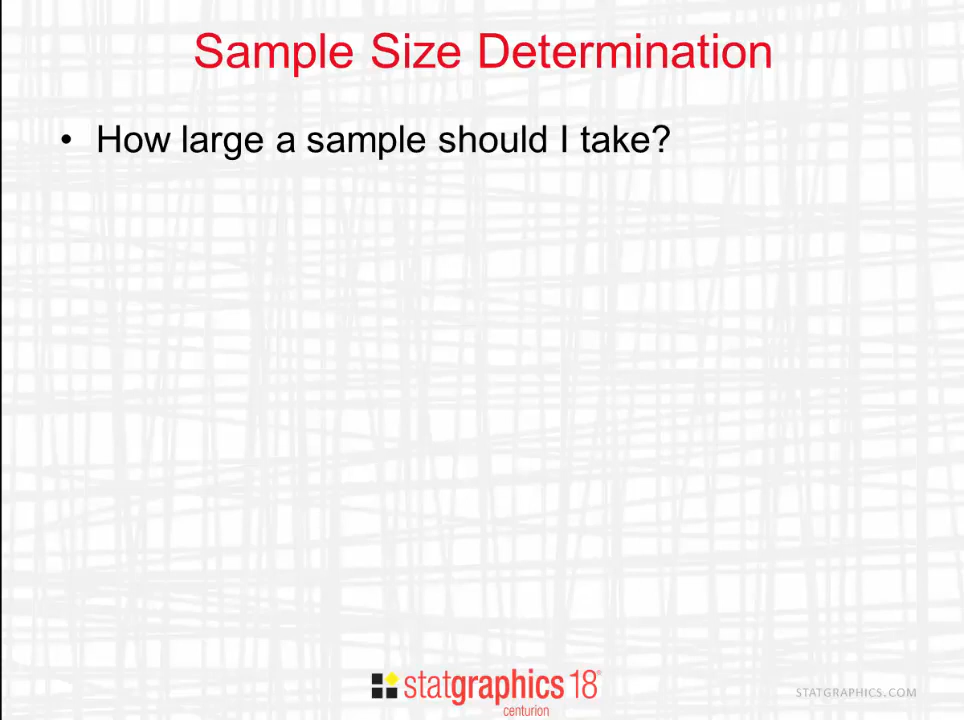 Sample Size Determination
• How large a sample should I take?
statgraphics 18®
centurion
STATGRAPHICS.COM